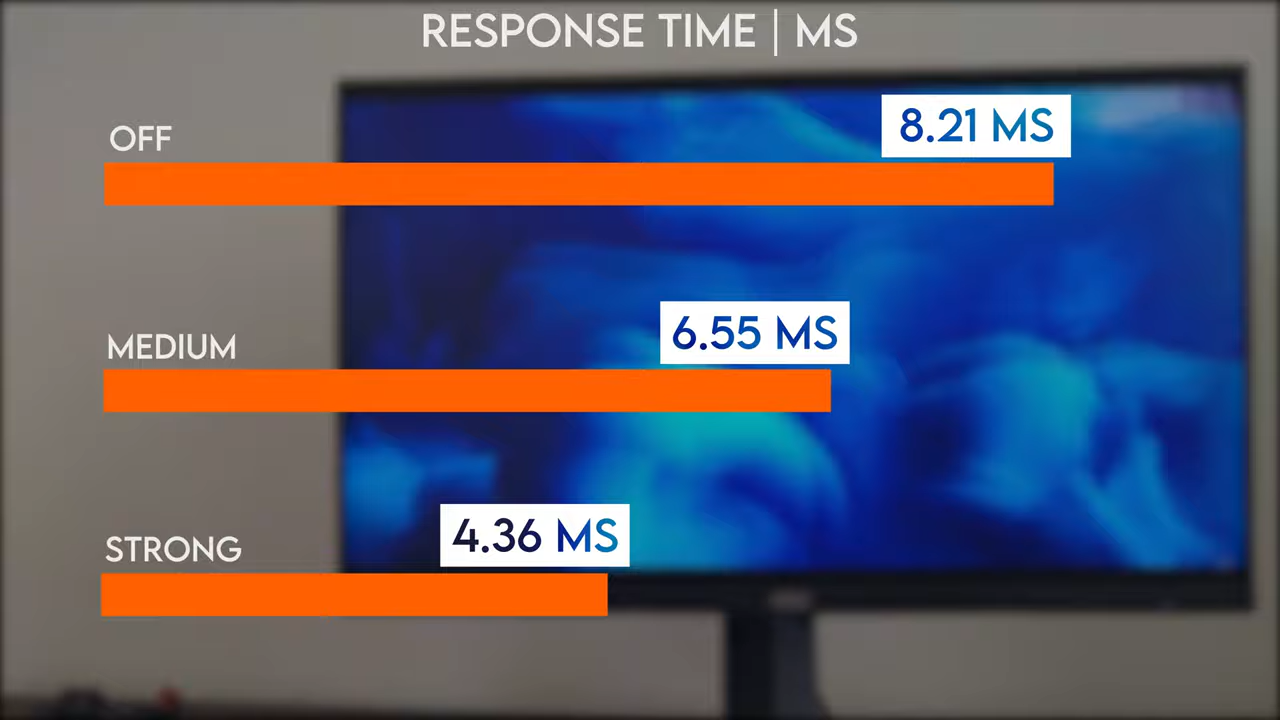 RESPONSE TIME | MS
OFF
8.21 MS
MEDIUM
6.55 MS
STRONG
4.36 MS